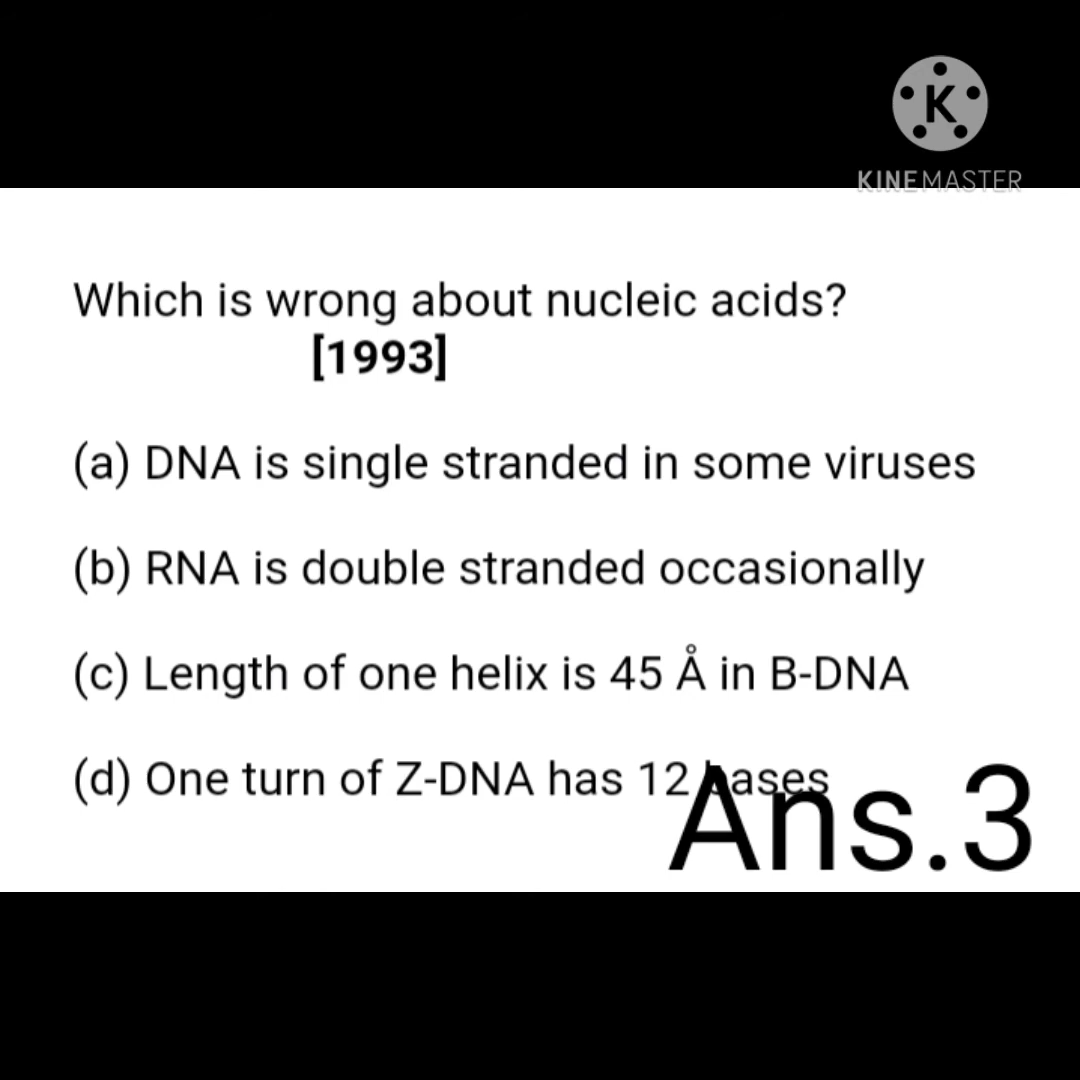 K
KINEMASTER
Which is wrong about nucleic acids?
[1993]
(a) DNA is single stranded in some viruses
(b) RNA is double stranded occasionally
(c) Length of one helix is 45 Å in B-DNA
(d) One turn of Z-DNA has 12 bases
Ans.3